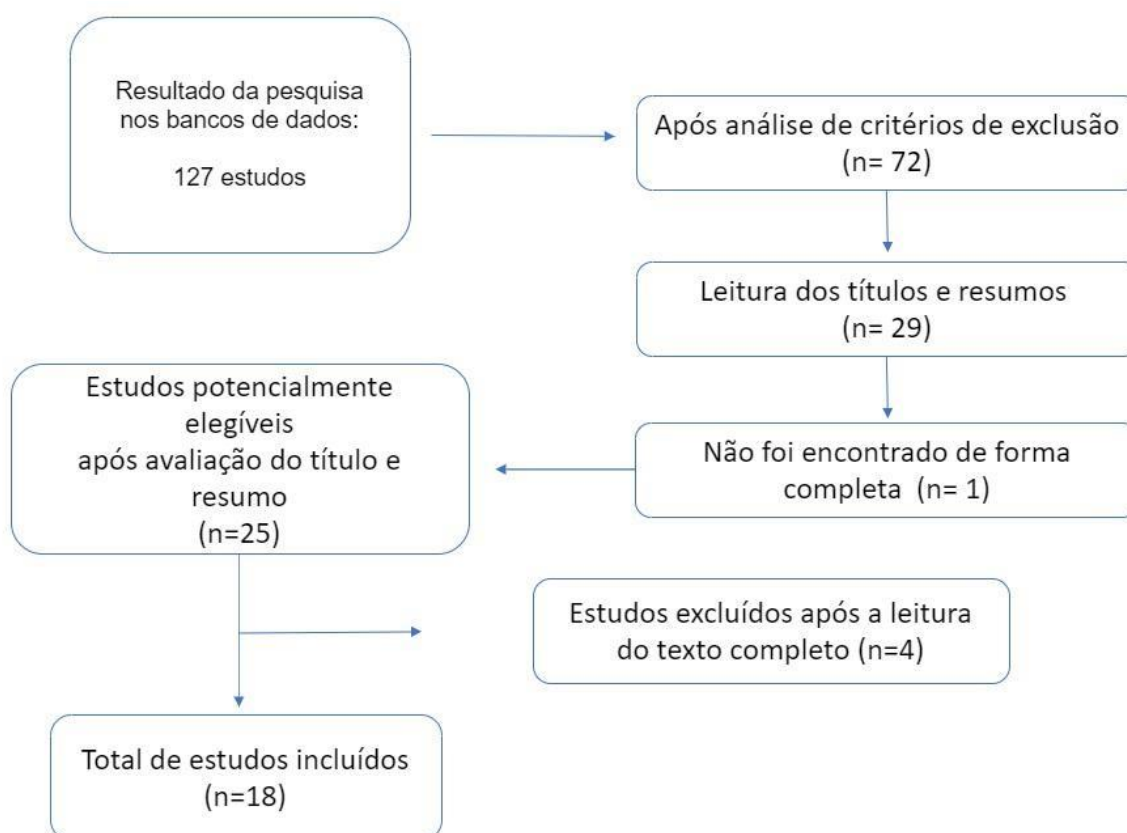 Resultado da pesquisa
nos bancos de dados:
127 estudos
Após análise de critérios de exclusão
(n= 72)
Leitura dos títulos e resumos
(n= 29)
Não foi encontrado de forma
completa (n= 1)
Estudos potencialmente
elegíveis
após avaliação do título e
resumo
(n=25)
Estudos excluídos após a leitura
do texto completo (n=4)
Total de estudos incluídos
(n=18)